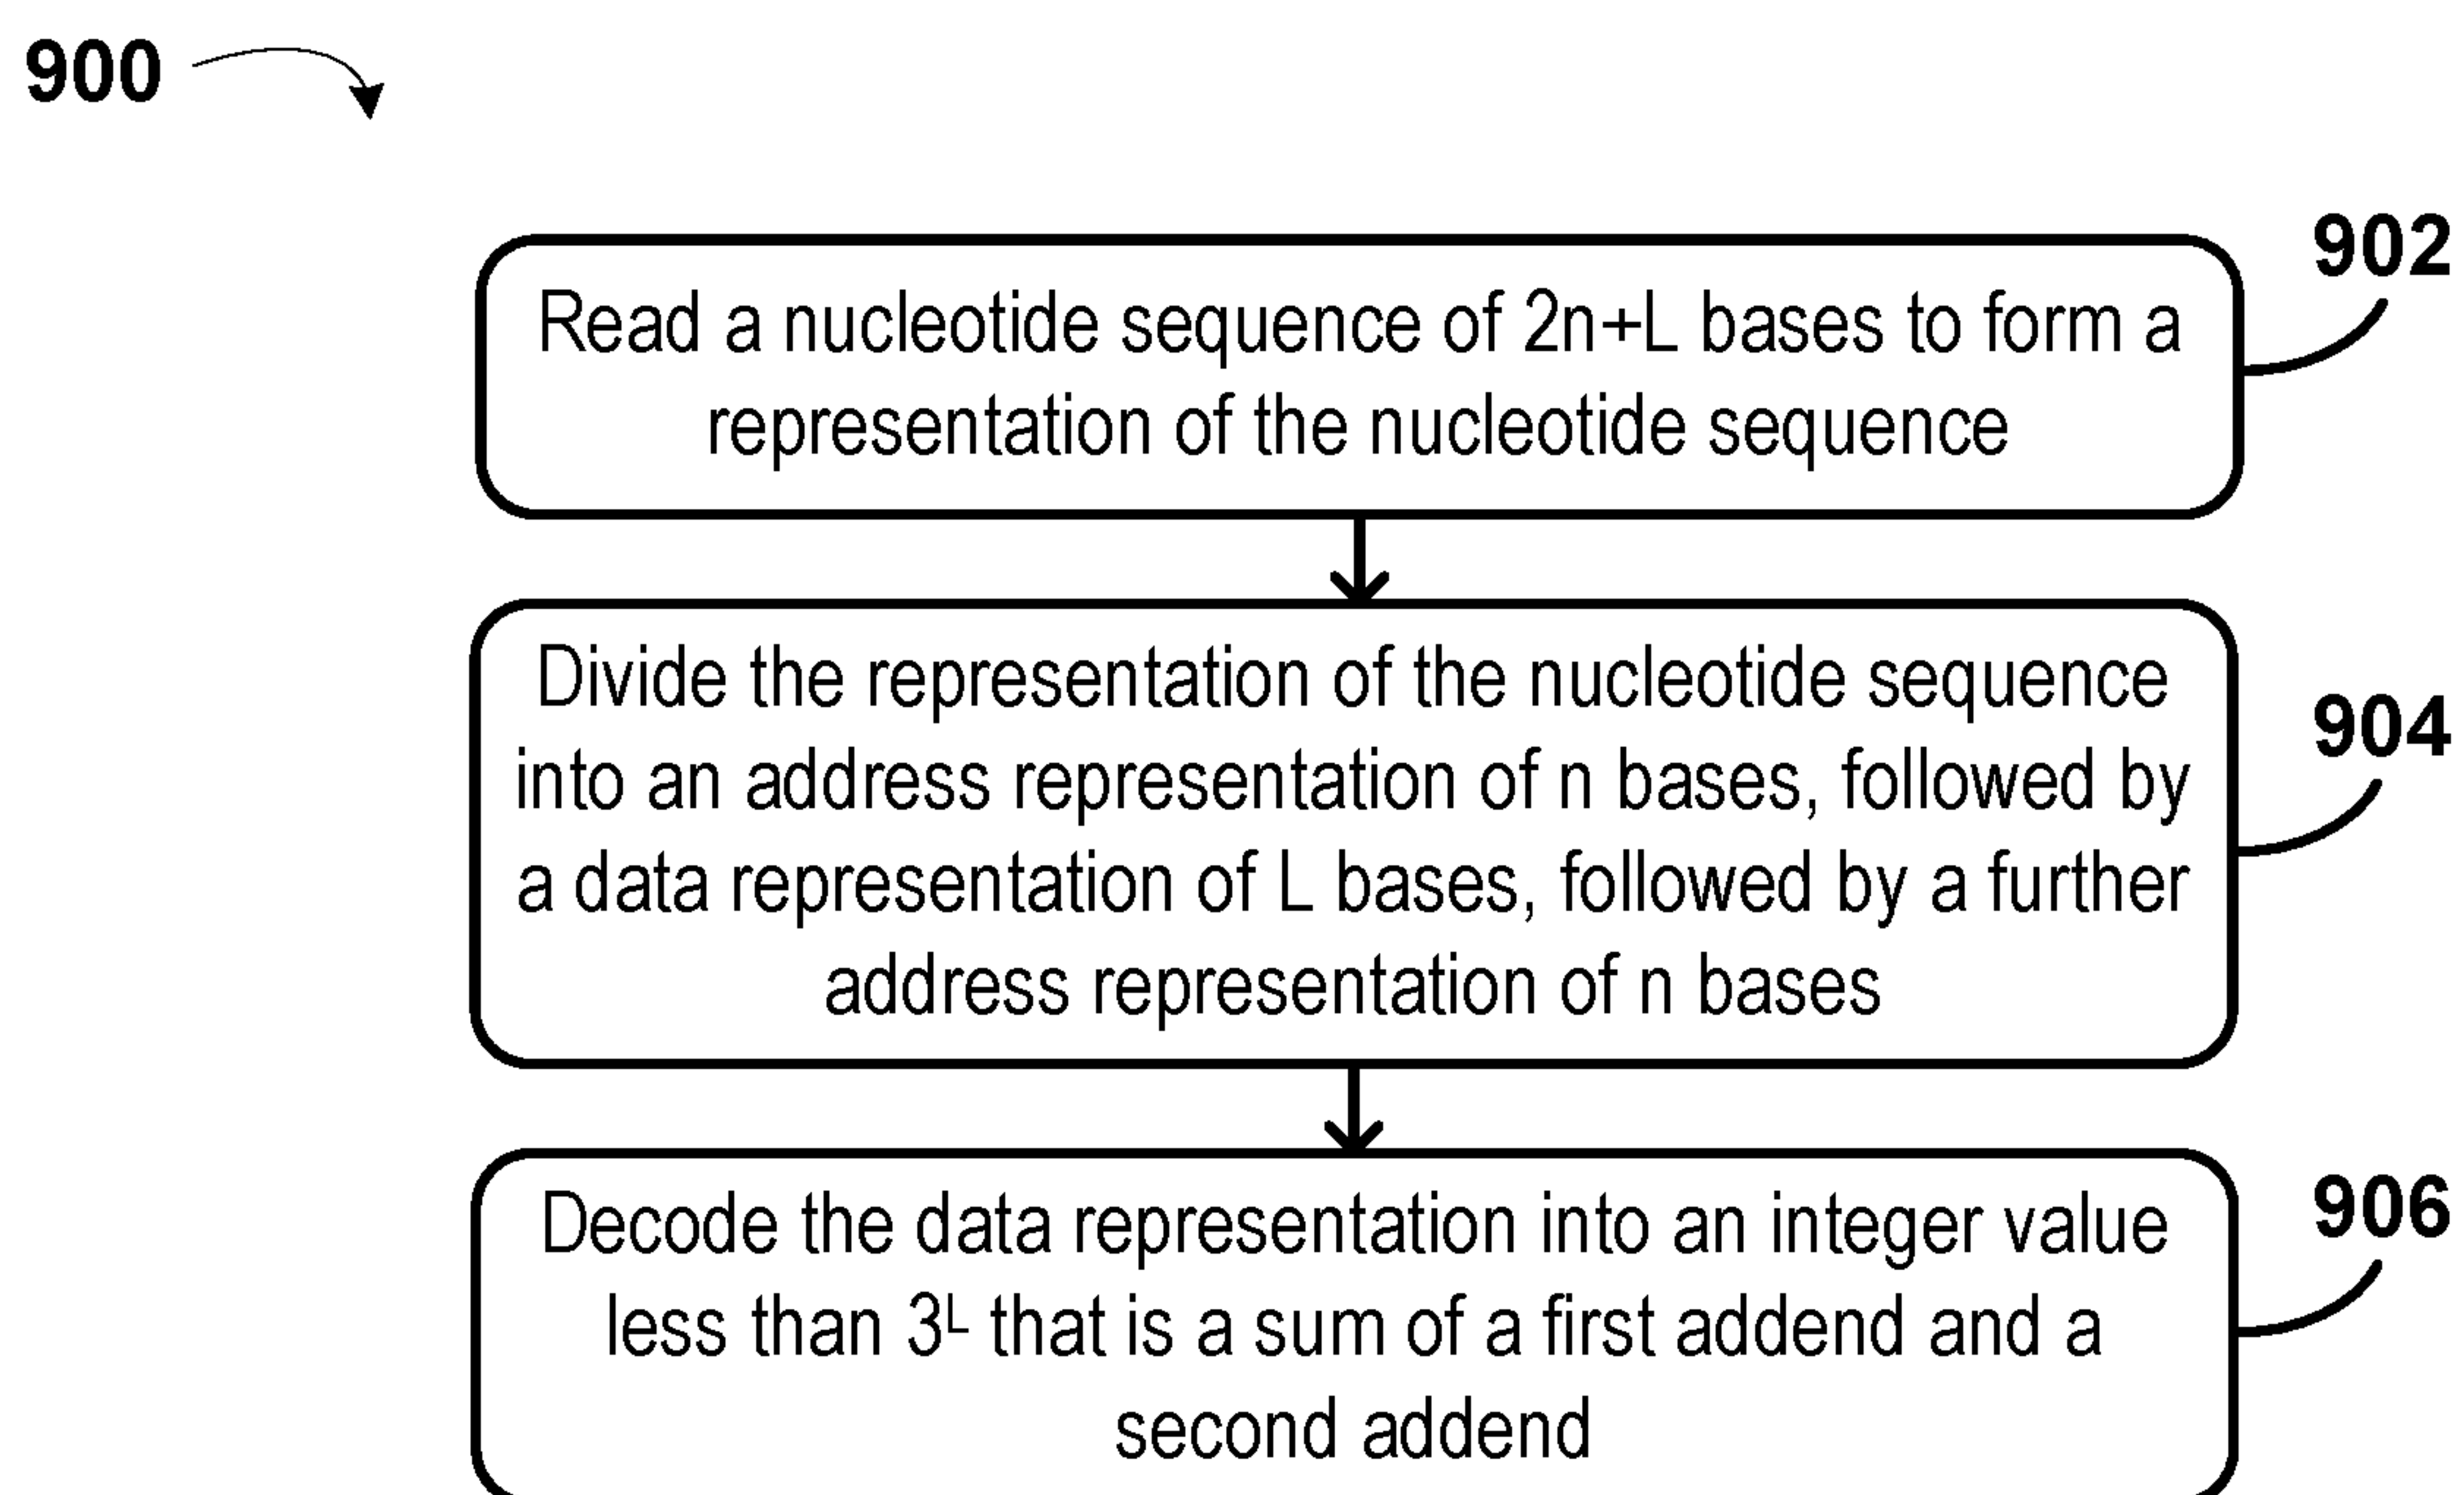 900
902
Read a nucleotide sequence of 2n+L bases to form a
representation of the nucleotide sequence
Divide the representation of the nucleotide sequence
904
into an address representation of n bases, followed by
a data representation of L bases, followed by a further
address representation of n bases
Decode the data representation into an integer value
906
less than 3ᴸ that is a sum of a first addend and a
second addend